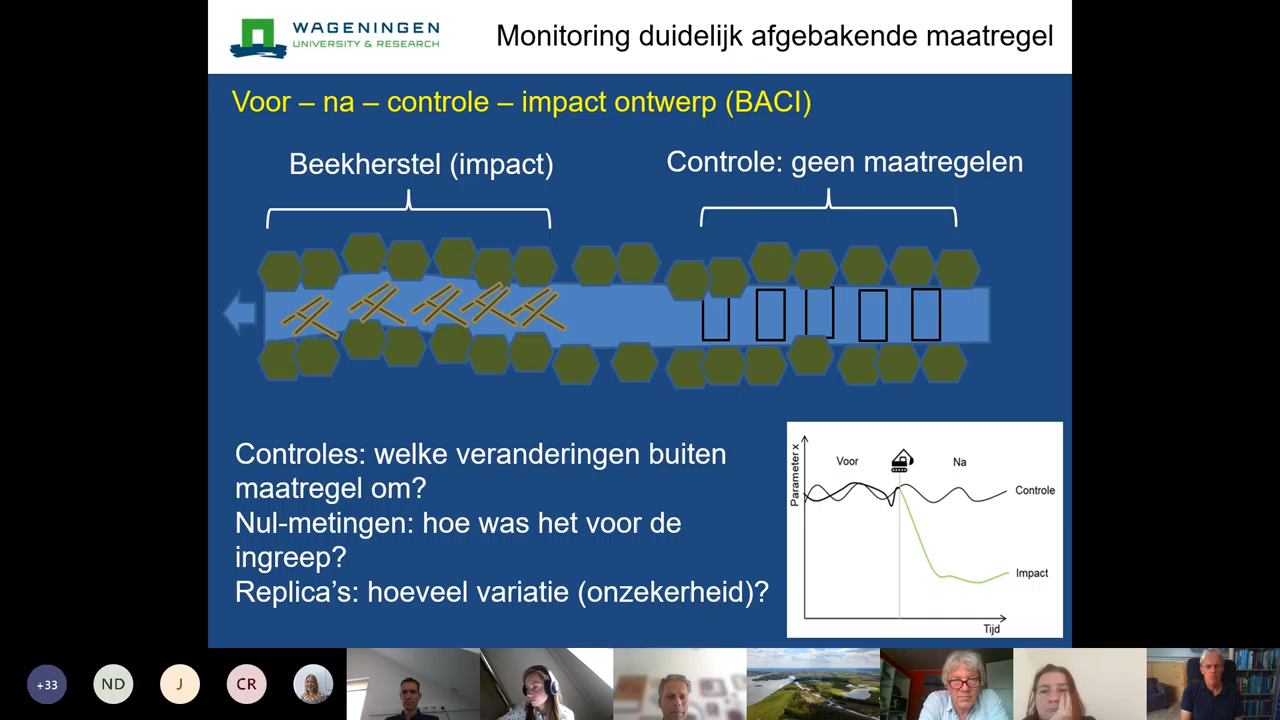 WAGENINGEN
UNIVERSITY & RESEARCH
Monitoring duidelijk afgebakende maatregel
Voor – na – controle – impact ontwerp (BACI)
Beekherstel (impact)
Controle: geen maatregelen
Controles: welke veranderingen buiten
maatregel om?
Nul-metingen: hoe was het voor de
ingreep?
Replica's: hoeveel variatie (onzekerheid)?
Parameter x
Voor
Na
Controle
Impact
Tijd
+33
ND
J
CR